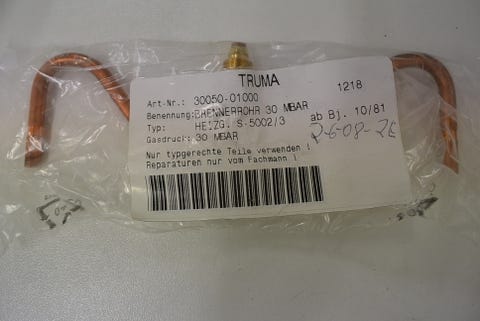 TRUMA
1218
Art-Nr.: 30050-01000
Benennung: BRENNERROHR 30 MBAR
Typ: HEIZG. S-5002/3 ab Bj. 10/81
Gasdruck: 30 MBAR
Nur typgerechte Teile verwenden !
Reparaturen nur vom Fachmann !